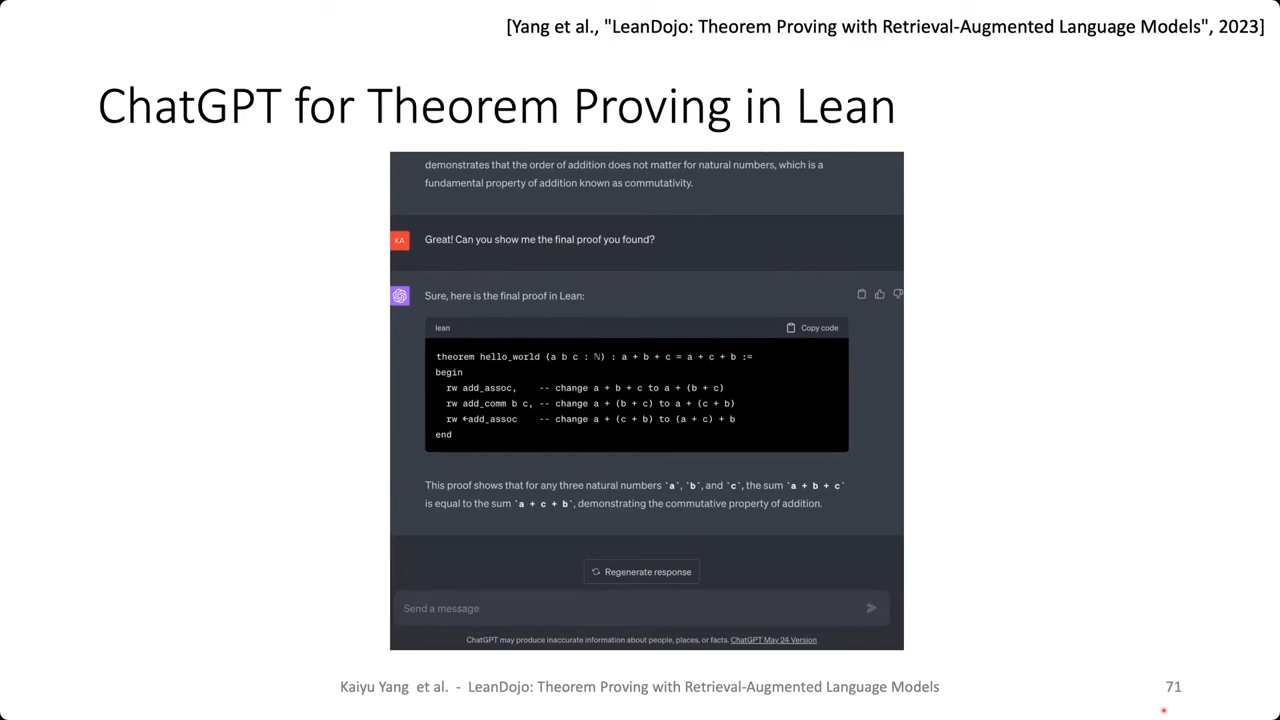 [Yang et al., "LeanDojo: Theorem Proving with Retrieval-Augmented Language Models", 2023]
ChatGPT for Theorem Proving in Lean
demonstrates that the order of addition does not matter for natural numbers, which is a
fundamental property of addition known as commutativity.
KA
Great! Can you show me the final proof you found?
Sure, here is the final proof in Lean:
lean
Copy code
theorem hello_world (a b c : ℕ) : a + b + c = a + c + b :=
begin
  rw add_assoc,   -- change a + b + c to a + (b + c)
  rw add_comm b c, -- change a + (b + c) to a + (c + b)
  rw ←add_assoc   -- change a + (c + b) to (a + c) + b
end
This proof shows that for any three natural numbers `a`, `b`, and `c`, the sum `a + b + c`
is equal to the sum `a + c + b`, demonstrating the commutative property of addition.
Regenerate response
Send a message
ChatGPT may produce inaccurate information about people, places, or facts. ChatGPT May 24 Version
Kaiyu Yang et al. - LeanDojo: Theorem Proving with Retrieval-Augmented Language Models
71